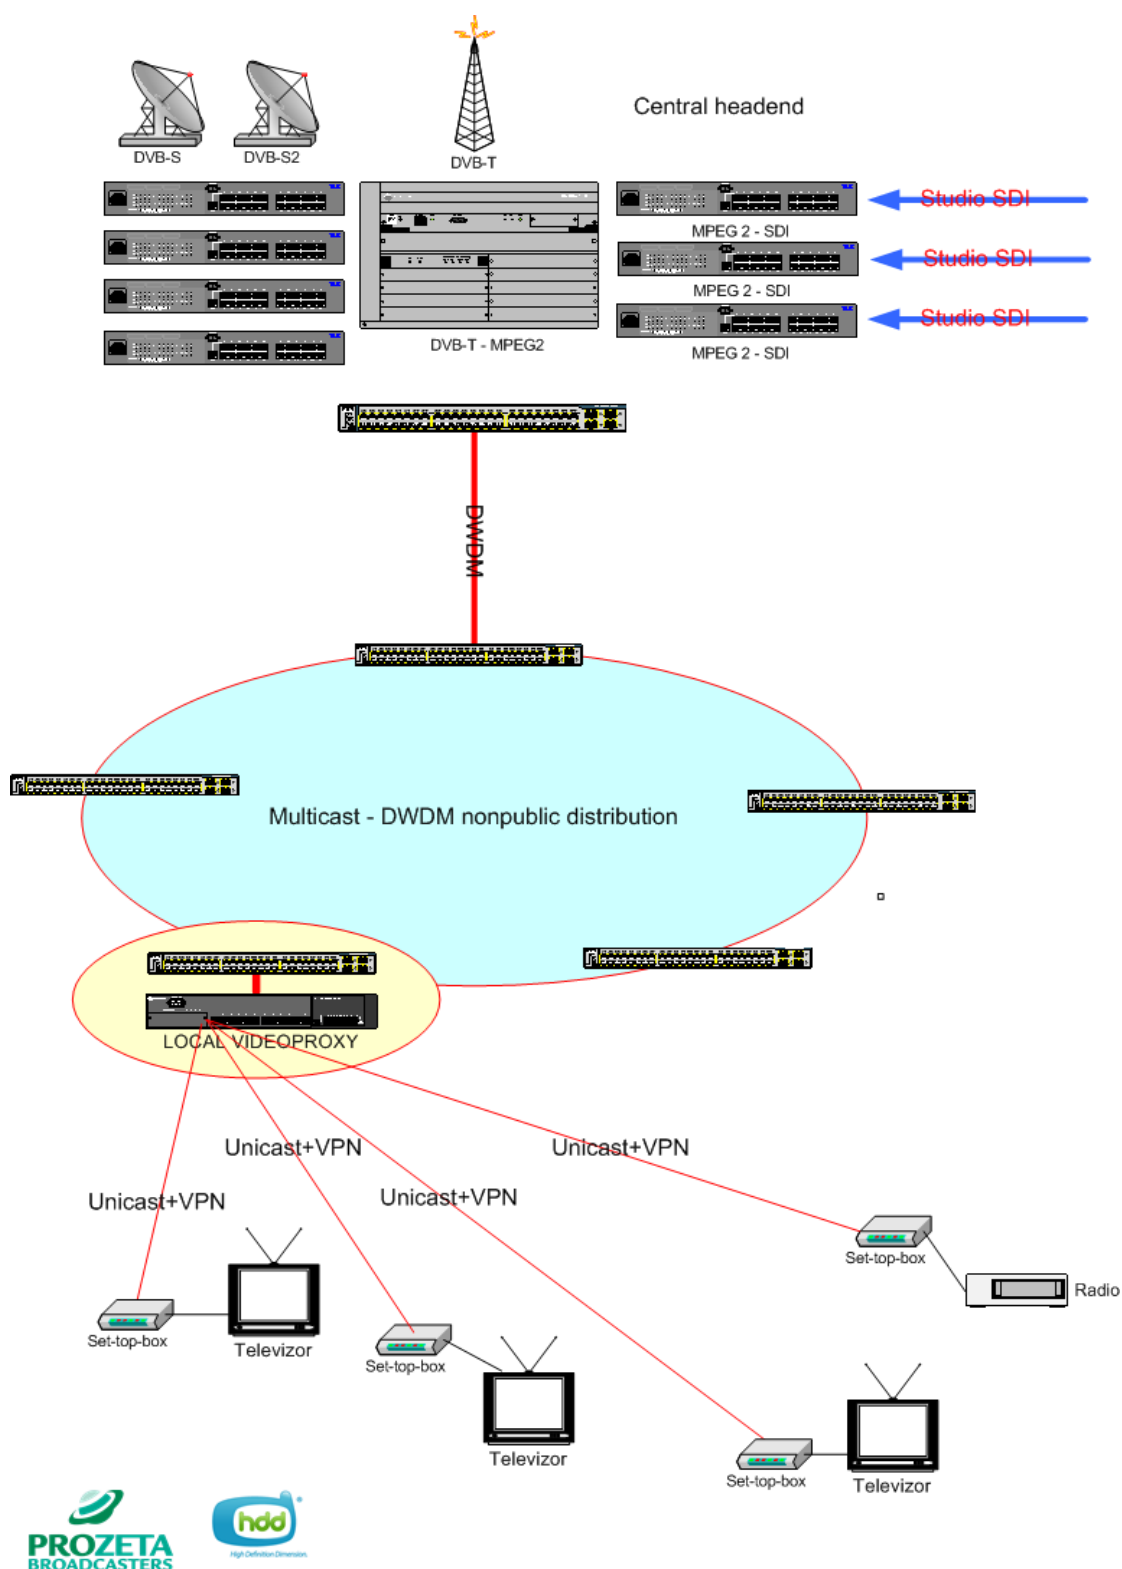 Central headend
DVB-S
DVB-S2
DVB-T
Studio SDI
MPEG 2 - SDI
Studio SDI
MPEG 2 - SDI
Studio SDI
DVB-T - MPEG2
MPEG 2 - SDI
DWDM
Multicast - DWDM nonpublic distribution
LOCAL VIDEOPROXY
Unicast+VPN
Unicast+VPN
Unicast+VPN
Unicast+VPN
Set-top-box
Radio
Set-top-box
Televizor
Set-top-box
Televizor
Set-top-box
Televizor
PROZETA
BROADCASTERS
hdd
High Definition Dimension.